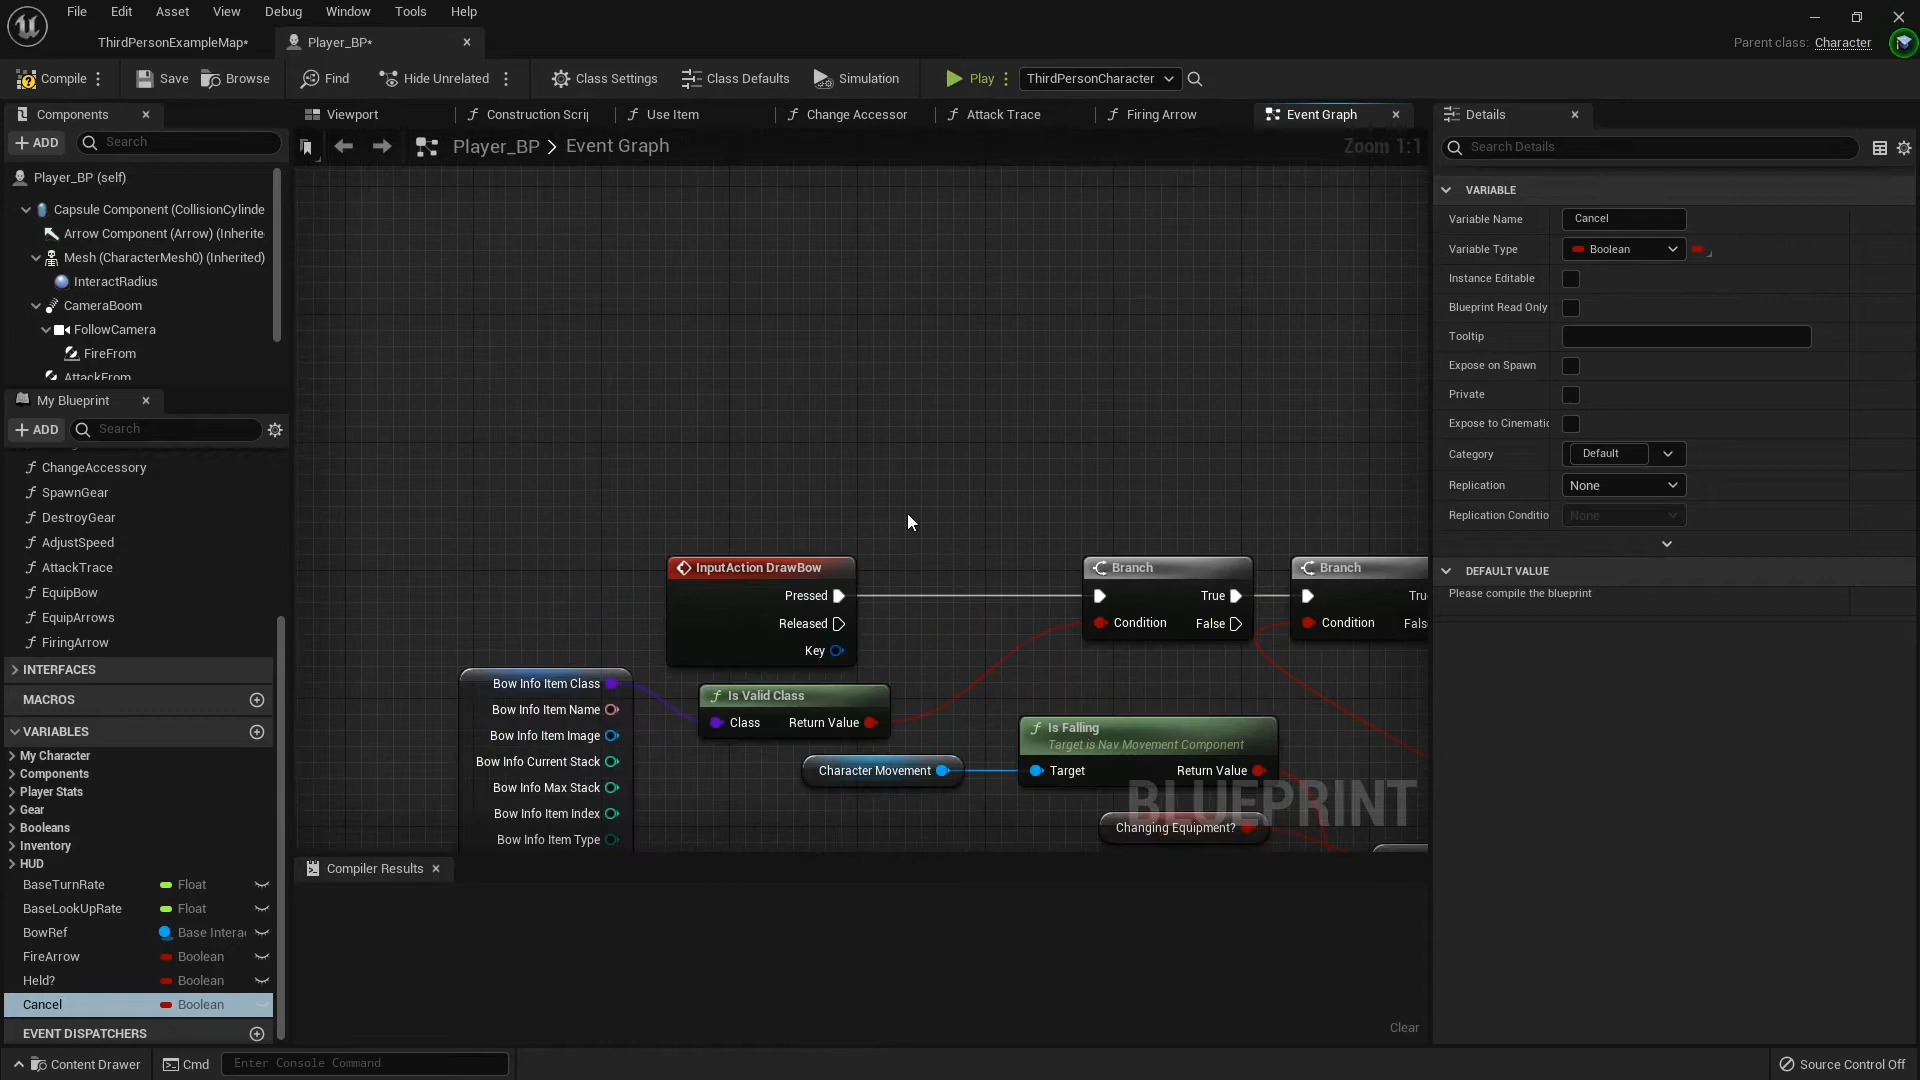 File Edit Asset View Debug Window Tools Help
ThirdPersonExampleMap*
Player_BP*
Parent class: Character
Compile
Save
Browse
Find
Hide Unrelated
Class Settings
Class Defaults
Simulation
Play
ThirdPersonCharacter
Components
ADD
Search
Player_BP (self)
Capsule Component (CollisionCylinde
Arrow Component (Arrow) (Inherite
Mesh (CharacterMesh0) (Inherited)
InteractRadius
CameraBoom
FollowCamera
FireFrom
AttackFrom
My Blueprint
ADD
Search
ChangeAccessory
SpawnGear
DestroyGear
AdjustSpeed
AttackTrace
EquipBow
EquipArrows
FiringArrow
INTERFACES
MACROS
VARIABLES
My Character
Components
Player Stats
Gear
Booleans
Inventory
HUD
BaseTurnRate Float
BaseLookUpRate Float
BowRef Base Interac
FireArrow Boolean
Held? Boolean
Cancel Boolean
EVENT DISPATCHERS
Viewport
Construction Scrip
Use Item
Change Accessor
Attack Trace
Firing Arrow
Event Graph
Player_BP > Event Graph
Zoom 1:1
InputAction DrawBow
Pressed
Released
Key
Branch
True
Condition
False
Branch
Tru
Condition
Fals
Bow Info Item Class
Bow Info Item Name
Bow Info Item Image
Bow Info Current Stack
Bow Info Max Stack
Bow Info Item Index
Bow Info Item Type
Is Valid Class
Class
Return Value
Is Falling
Target is Nav Movement Component
Target
Return Value
Character Movement
Changing Equipment?
BLUEPRINT
Compiler Results
Clear
Details
Search Details
VARIABLE
Variable Name Cancel
Variable Type Boolean
Instance Editable
Blueprint Read Only
Tooltip
Expose on Spawn
Private
Expose to Cinematic
Category Default
Replication None
Replication Conditio None
DEFAULT VALUE
Please compile the blueprint
Content Drawer
Cmd
Enter Console Command
Source Control Off